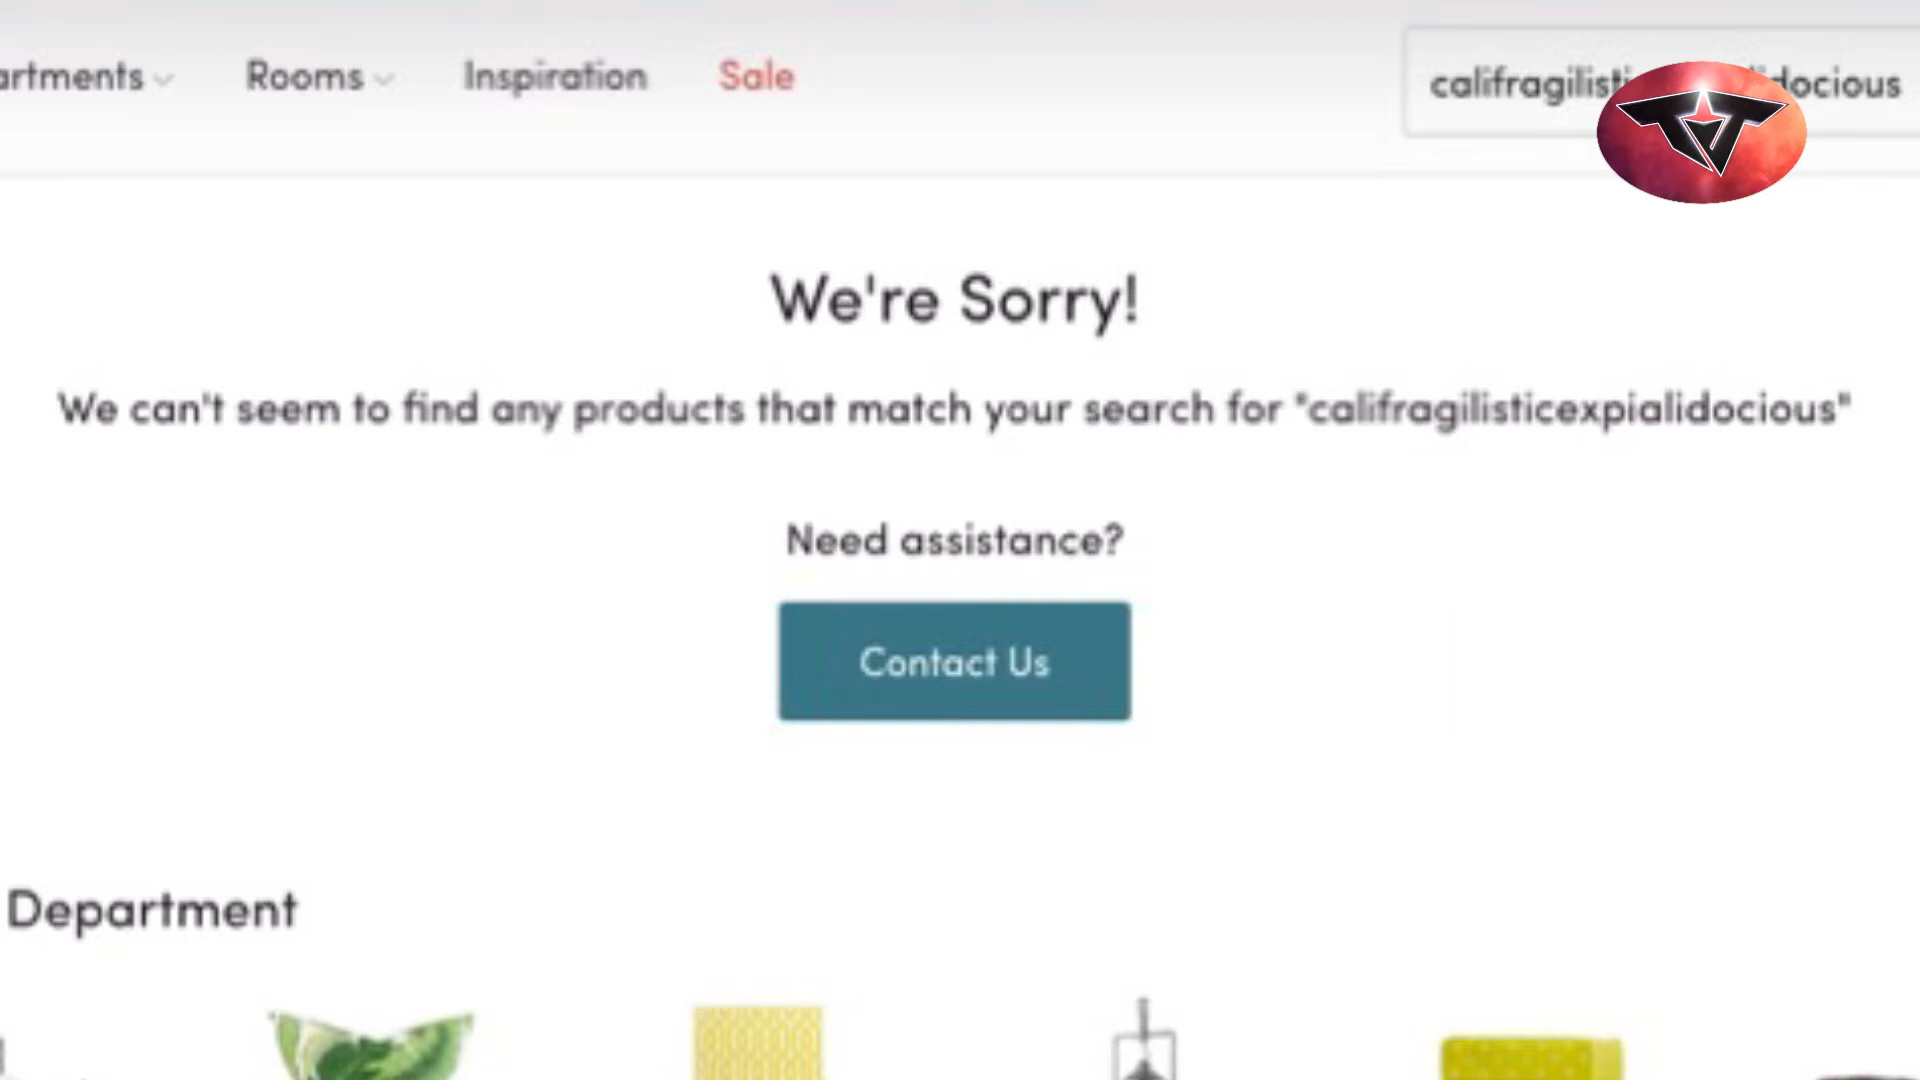 artments Rooms Inspiration Sale
califragilisti docious
We're Sorry!
We can't seem to find any products that match your search for "califragilisticexpialidocious"
Need assistance?
Contact Us
Department